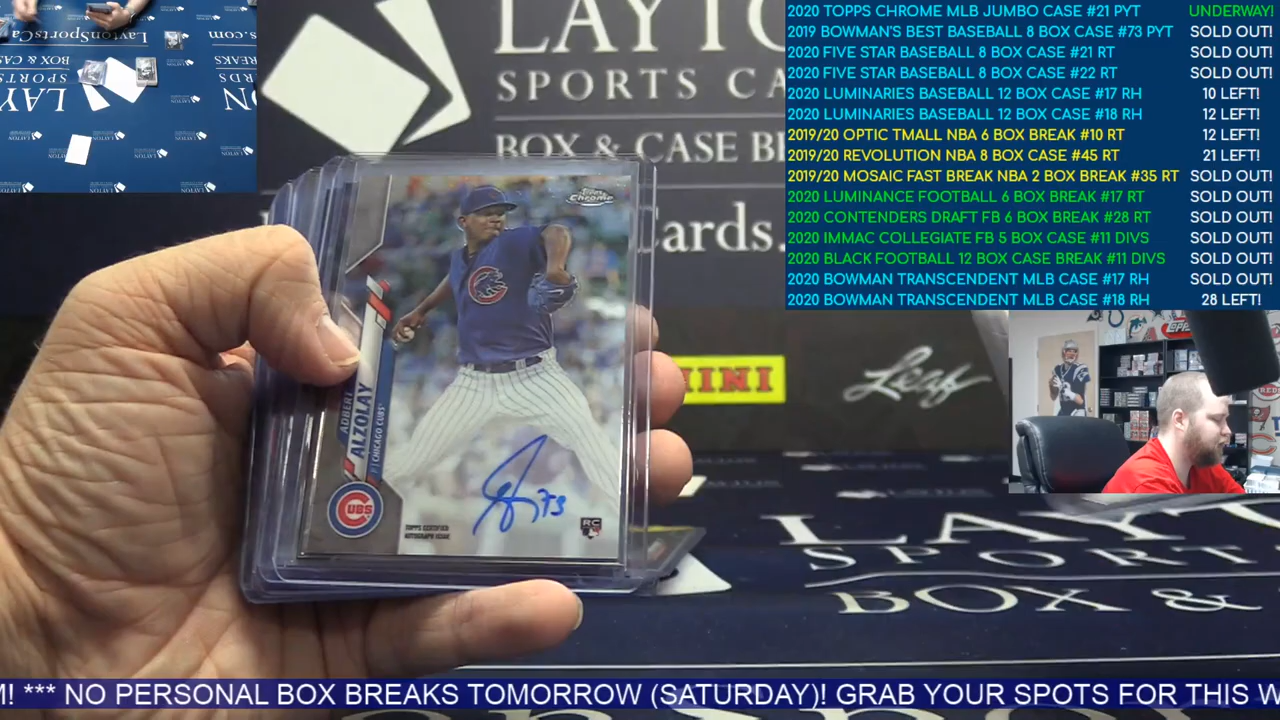 2020 TOPPS CHROME MLB JUMBO CASE #21 PYT UNDERWAY!
2019 BOWMAN'S BEST BASEBALL 8 BOX CASE #73 PYT SOLD OUT!
2020 FIVE STAR BASEBALL 8 BOX CASE #21 RT SOLD OUT!
2020 FIVE STAR BASEBALL 8 BOX CASE #22 RT SOLD OUT!
2020 LUMINARIES BASEBALL 12 BOX CASE #17 RH 10 LEFT!
2020 LUMINARIES BASEBALL 12 BOX CASE #18 RH 12 LEFT!
2019/20 OPTIC TMALL NBA 6 BOX BREAK #10 RT 12 LEFT!
2019/20 REVOLUTION NBA 8 BOX CASE #45 RT 21 LEFT!
2019/20 MOSAIC FAST BREAK NBA 2 BOX BREAK #35 RT SOLD OUT!
2020 LUMINANCE FOOTBALL 6 BOX BREAK #17 RT SOLD OUT!
2020 CONTENDERS DRAFT FB 6 BOX BREAK #28 RT SOLD OUT!
2020 IMMAC COLLEGIATE FB 5 BOX CASE #11 DIVS SOLD OUT!
2020 BLACK FOOTBALL 12 BOX CASE BREAK #11 DIVS SOLD OUT!
2020 BOWMAN TRANSCENDENT MLB CASE #17 RH SOLD OUT!
2020 BOWMAN TRANSCENDENT MLB CASE #18 RH 28 LEFT!
LAYTO
SPORTS CA
BOX & CASE BR
Cards.
Topps Chrome
ADBERT
ALZOLAY
CHICAGO CUBS
CUBS
TOPPS CERTIFIED
AUTOGRAPH ISSUE
73
RC
NINI
Leaf
LAYTO
SPORT
BOX &
M! *** NO PERSONAL BOX BREAKS TOMORROW (SATURDAY)! GRAB YOUR SPOTS FOR THIS W